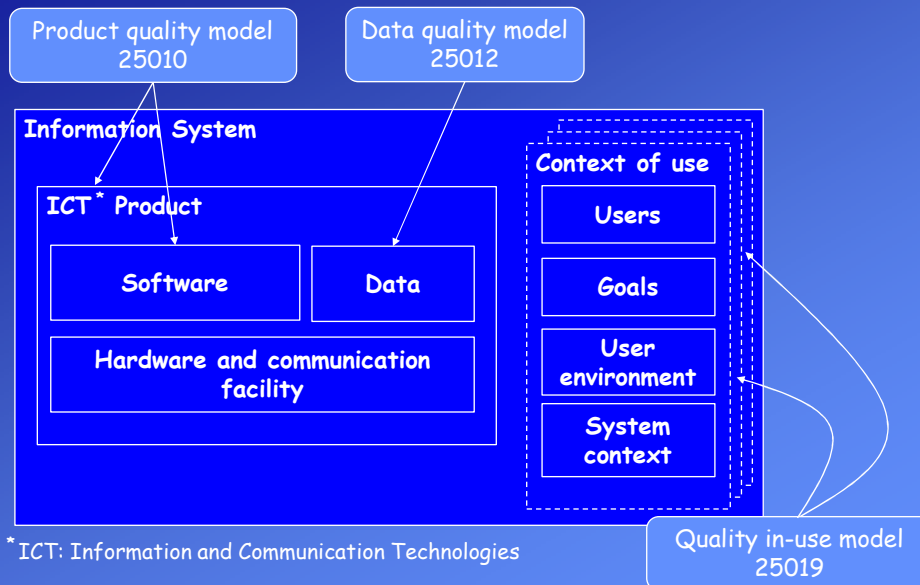 Product quality model
25010
Data quality model
25012
Information System
ICT* Product
Software
Data
Hardware and communication
facility
Context of use
Users
Goals
User
environment
System
context
*ICT: Information and Communication Technologies
Quality in-use model
25019